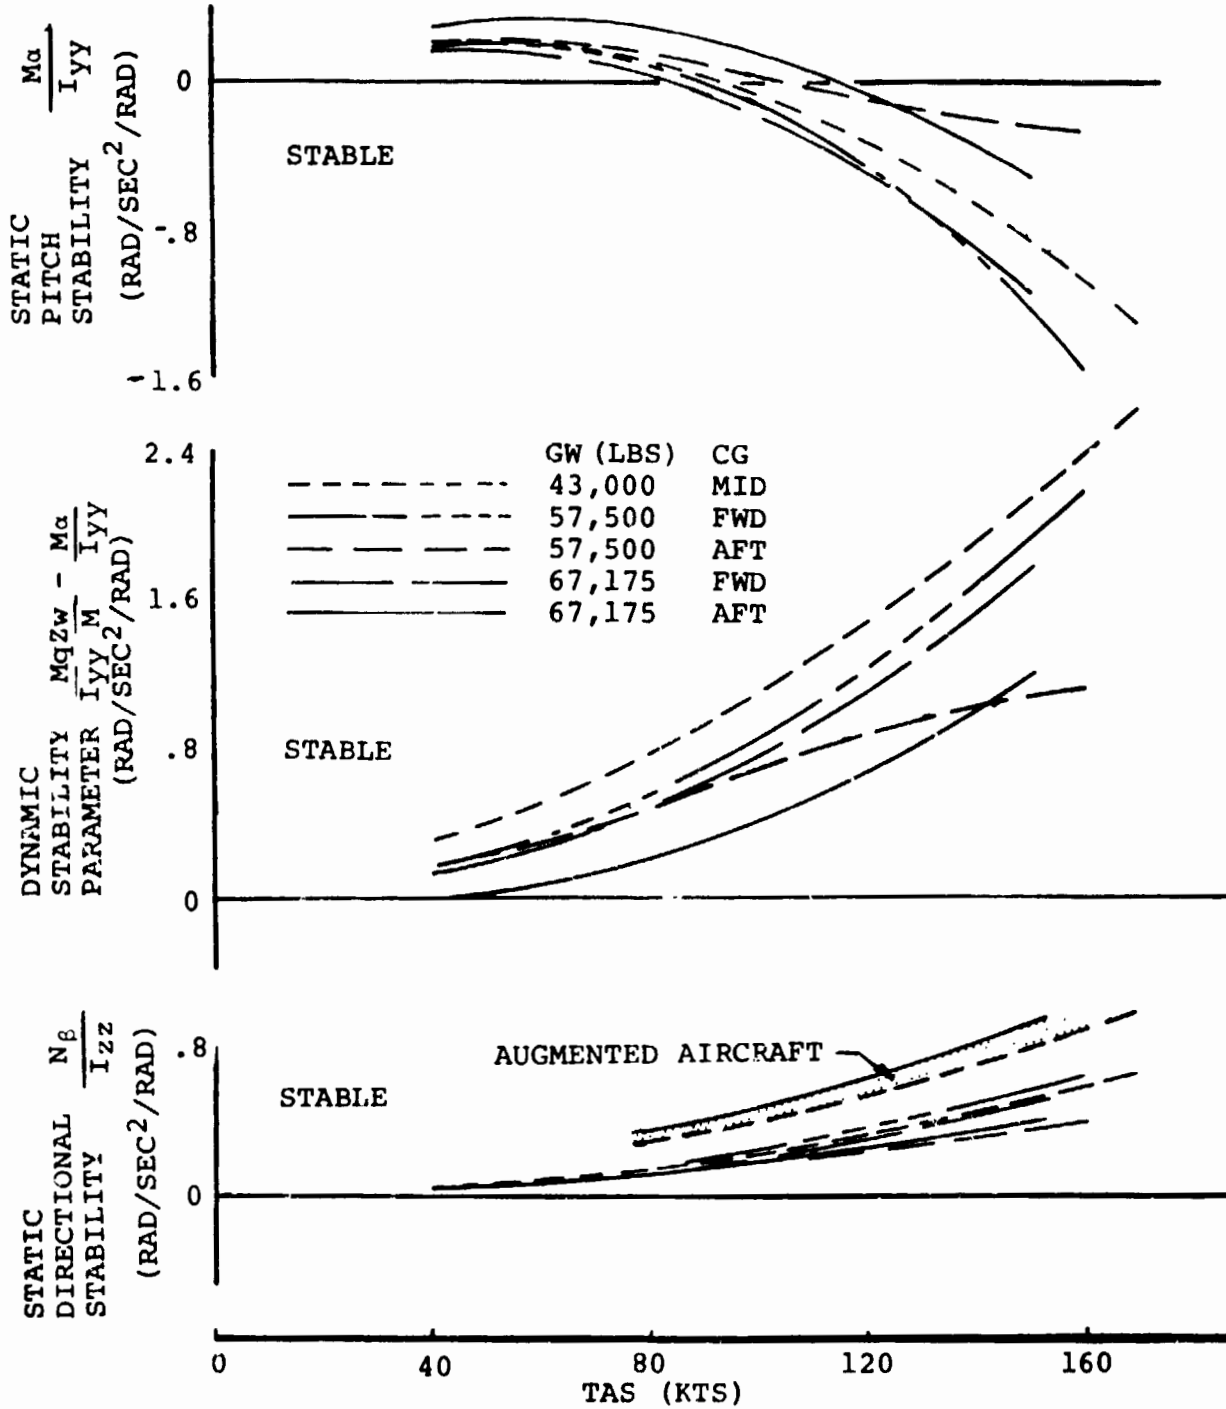 STATIC
PITCH
STABILITY Mα / Iyy
(RAD/SEC²/RAD)
0
-.8
-1.6
STABLE
DYNAMIC
STABILITY MqZw - Mα
PARAMETER Iyy M Iyy
(RAD/SEC²/RAD)
2.4
1.6
.8
0
GW (LBS) CG
43,000 MID
57,500 FWD
57,500 AFT
67,175 FWD
67,175 AFT
STABLE
STATIC
DIRECTIONAL
STABILITY Nβ / Izz
(RAD/SEC²/RAD)
.8
0
AUGMENTED AIRCRAFT
STABLE
0 40 80 120 160
TAS (KTS)